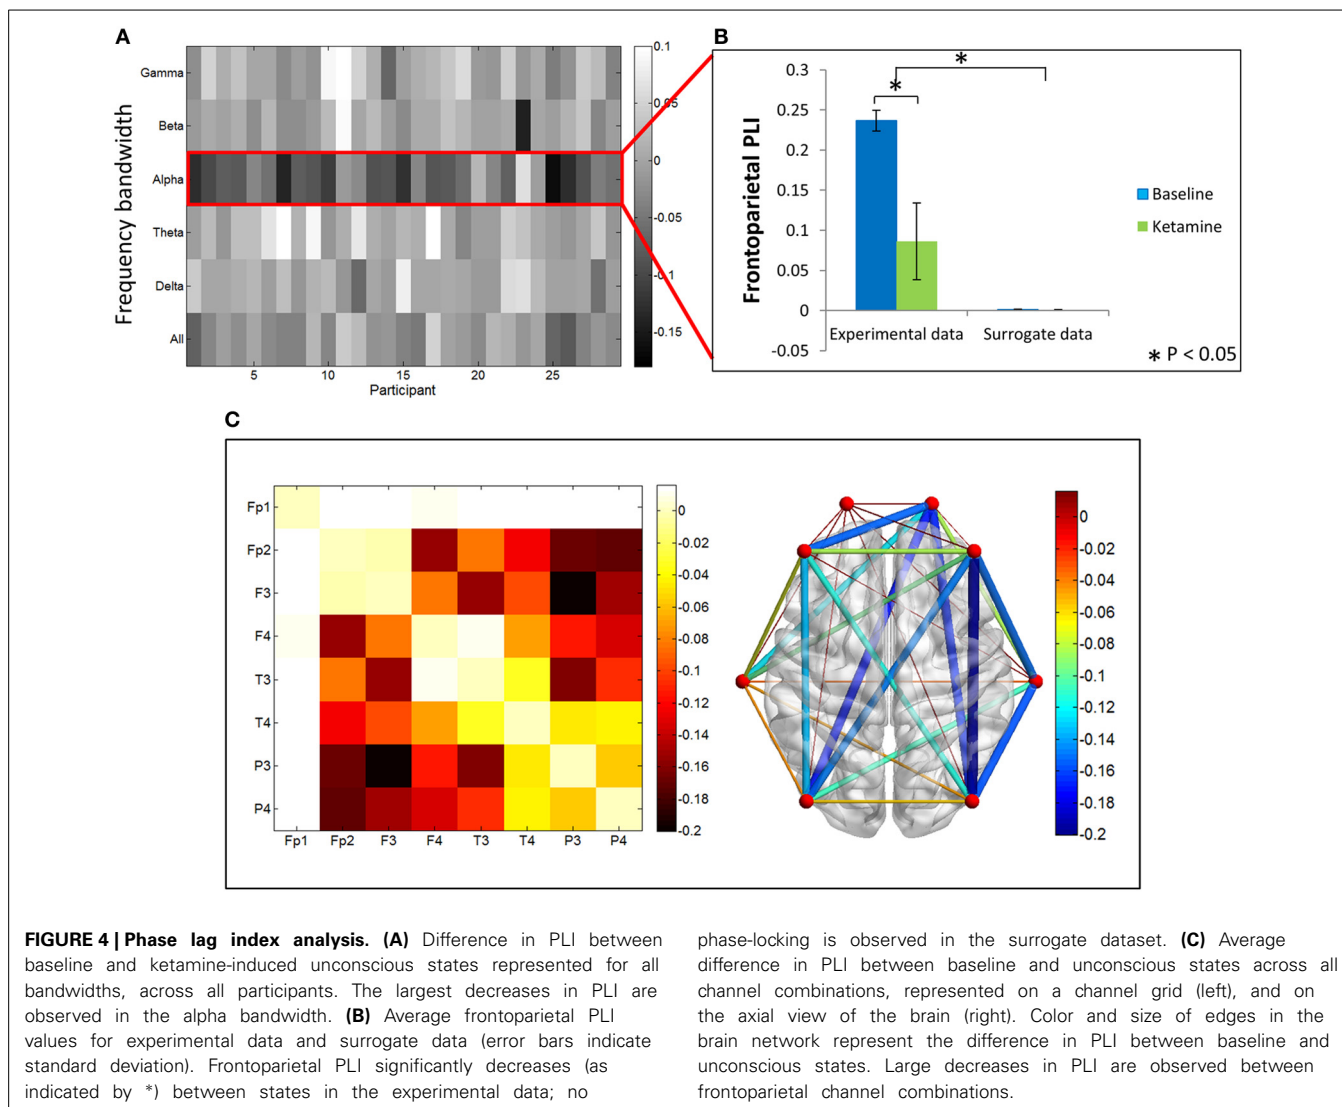 A
B
0.1
0.05
0
-0.05
-0.1
-0.15
Gamma
Beta
Alpha
Theta
Delta
All
Frequency bandwidth
5
10
15
20
25
Participant
0.3
0.25
0.2
0.15
0.1
0.05
0
-0.05
Frontoparietal PLI
*
*
Baseline
Ketamine
Experimental data
Surrogate data
* P < 0.05
C
Fp1
Fp2
F3
F4
T3
T4
P3
P4
Fp1
Fp2
F3
F4
T3
T4
P3
P4
0
-0.02
-0.04
-0.06
-0.08
-0.1
-0.12
-0.14
-0.16
-0.18
-0.2
0
-0.02
-0.04
-0.06
-0.08
-0.1
-0.12
-0.14
-0.16
-0.18
-0.2
FIGURE 4 | Phase lag index analysis. (A) Difference in PLI between
baseline and ketamine-induced unconscious states represented for all
bandwidths, across all participants. The largest decreases in PLI are
observed in the alpha bandwidth. (B) Average frontoparietal PLI
values for experimental data and surrogate data (error bars indicate
standard deviation). Frontoparietal PLI significantly decreases (as
indicated by *) between states in the experimental data; no
phase-locking is observed in the surrogate dataset. (C) Average
difference in PLI between baseline and unconscious states across all
channel combinations, represented on a channel grid (left), and on
the axial view of the brain (right). Color and size of edges in the
brain network represent the difference in PLI between baseline and
unconscious states. Large decreases in PLI are observed between
frontoparietal channel combinations.